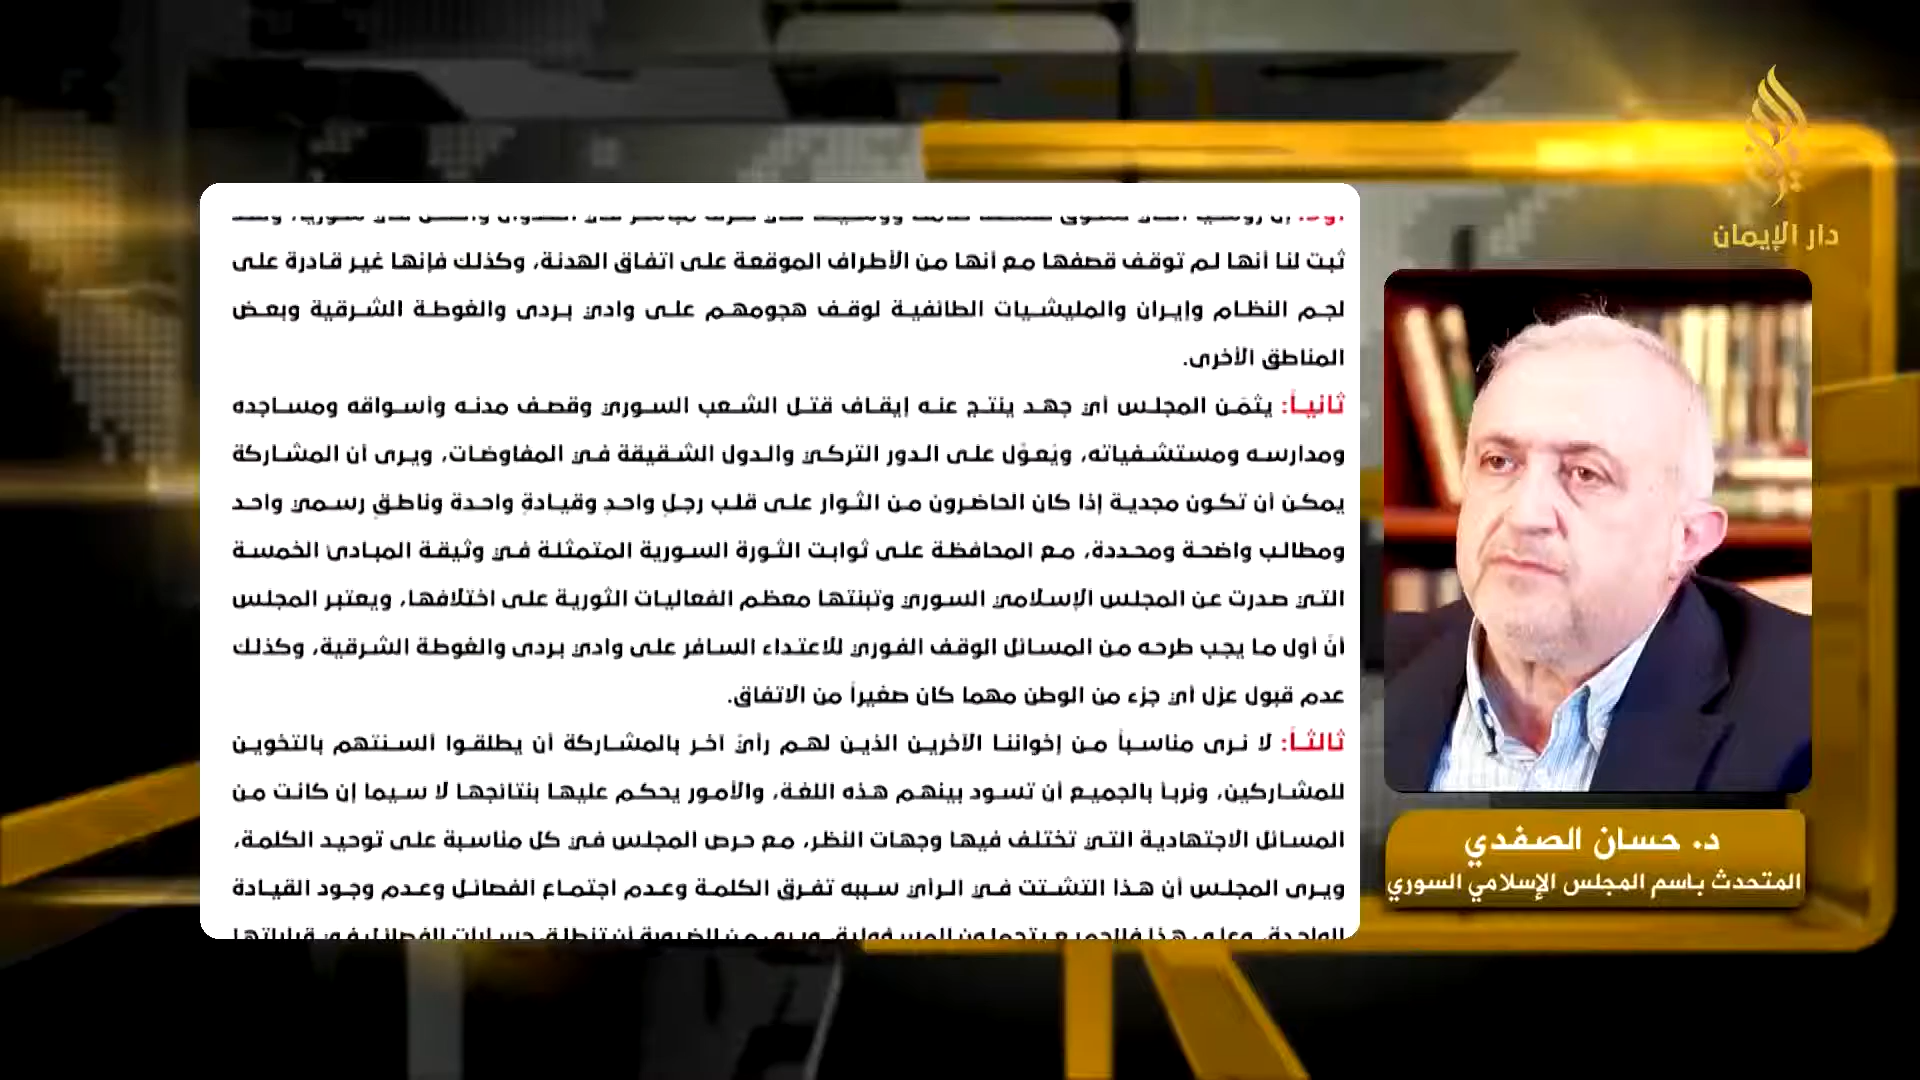 ثبت لنا أنها لم توقف قصفها مع أنها من الأطراف الموقعة على اتفاق الهدنة، وكذلك فإنها غير قادرة على
لجم النظام وإيران والمليشيات الطائفية لوقف هجومهم على وادي بردى والغوطة الشرقية وبعض
المناطق الأخرى.
ثانياً: يثمَن المجلس أي جهد ينتج عنه إيقاف قتل الشعب السوري وقصف مدنه وأسواقه ومساجده
ومدارسه ومستشفياته، ويَعوّل على الدور التركي والدول الشقيقة في المفاوضات، ويرى أن المشاركة
يمكن أن تكون مجدية إذا كان الحاضرون من الثوار على قلب رجلٍ واحدٍ وقيادةٍ واحدة وناطقٍ رسمي واحد
ومطالب واضحة ومحددة، مع المحافظة على ثوابت الثورة السورية المتمثلة في وثيقة المبادئ الخمسة
التي صدرت عن المجلس الإسلامي السوري وتبنتها معظم الفعاليات الثورية على اختلافها، ويعتبر المجلس
أنّ أول ما يجب طرحه من المسائل الوقف الفوري للاعتداء السافر على وادي بردى والغوطة الشرقية، وكذلك
عدم قبول عزل أي جزء من الوطن مهما كان صغيراً من الاتفاق.
ثالثاً: لا نرى مناسباً من إخواننا الآخرين الذين لهم رأيٌ آخر بالمشاركة أن يطلقوا ألسنتهم بالتخوين
للمشاركين، ونربأ بالجميع أن تسود بينهم هذه اللغة، والأمور يحكم عليها بنتائجها لا سيما إن كانت من
المسائل الاجتهادية التي تختلف فيها وجهات النظر، مع حرص المجلس في كل مناسبة على توحيد الكلمة،
ويرى المجلس أن هذا التشتت في الرأي سببه تفرق الكلمة وعدم اجتماع الفصائل وعدم وجود القيادة
دار الإيمان
د. حسان الصفدي
المتحدث باسم المجلس الإسلامي السوري